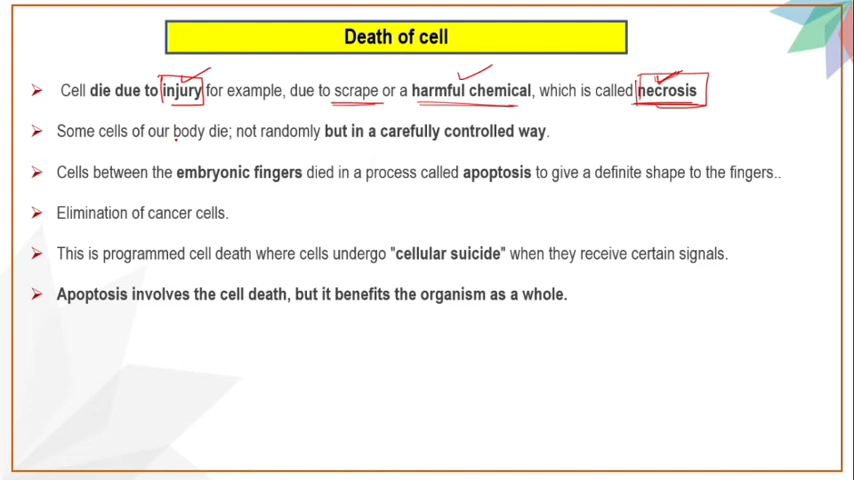 Death of cell
Cell die due to injury for example, due to scrape or a harmful chemical, which is called necrosis
Some cells of our body die; not randomly but in a carefully controlled way.
Cells between the embryonic fingers died in a process called apoptosis to give a definite shape to the fingers..
Elimination of cancer cells.
This is programmed cell death where cells undergo "cellular suicide" when they receive certain signals.
Apoptosis involves the cell death, but it benefits the organism as a whole.